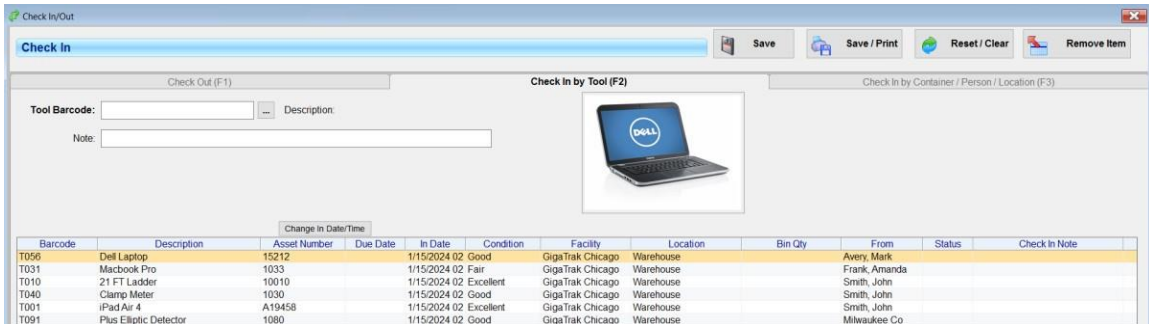 Check In/Out
Check In
Save
Save / Print
Reset / Clear
Remove Item
Check Out (F1) Check In by Tool (F2) Check In by Container / Person / Location (F3)
Tool Barcode: ... Description:
Note:
DELL
Change In Date/Time
Barcode Description Asset Number Due Date In Date Condition Facility Location Bin Qty From Status Check In Note
T056 Dell Laptop 15212 1/15/2024 02 Good GigaTrak Chicago Warehouse Avery, Mark
T031 Macbook Pro 1033 1/15/2024 02 Fair GigaTrak Chicago Warehouse Frank, Amanda
T010 21 FT Ladder 10010 1/15/2024 02 Excellent GigaTrak Chicago Warehouse Smith, John
T040 Clamp Meter 1030 1/15/2024 02 Good GigaTrak Chicago Warehouse Smith, John
T001 iPad Air 4 A19458 1/15/2024 02 Excellent GigaTrak Chicago Warehouse Smith, John
T091 Plus Elliptic Detector 1080 1/15/2024 02 Good GigaTrak Chicago Warehouse Milwaukee Co